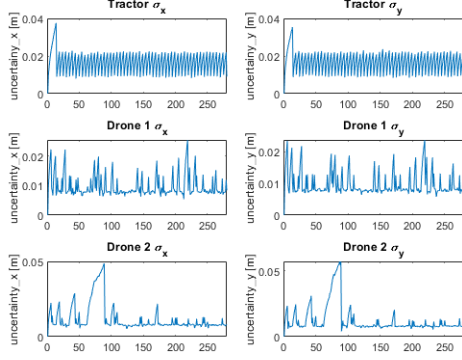 Tractor σx
Tractor σy
uncertainty_x [m]
0.04
0.02
0
0 50 100 150 200 250
uncertainty_y [m]
0.04
0.02
0
0 50 100 150 200 250
Drone 1 σx
Drone 1 σy
uncertainty_x [m]
0.02
0.01
0
0 50 100 150 200 250
uncertainty_x [m]
0.02
0.01
0
0 50 100 150 200 250
Drone 2 σx
Drone 2 σy
uncertainty_x [m]
0.05
0
0 50 100 150 200 250
uncertainty_y [m]
0.05
0
0 50 100 150 200 250